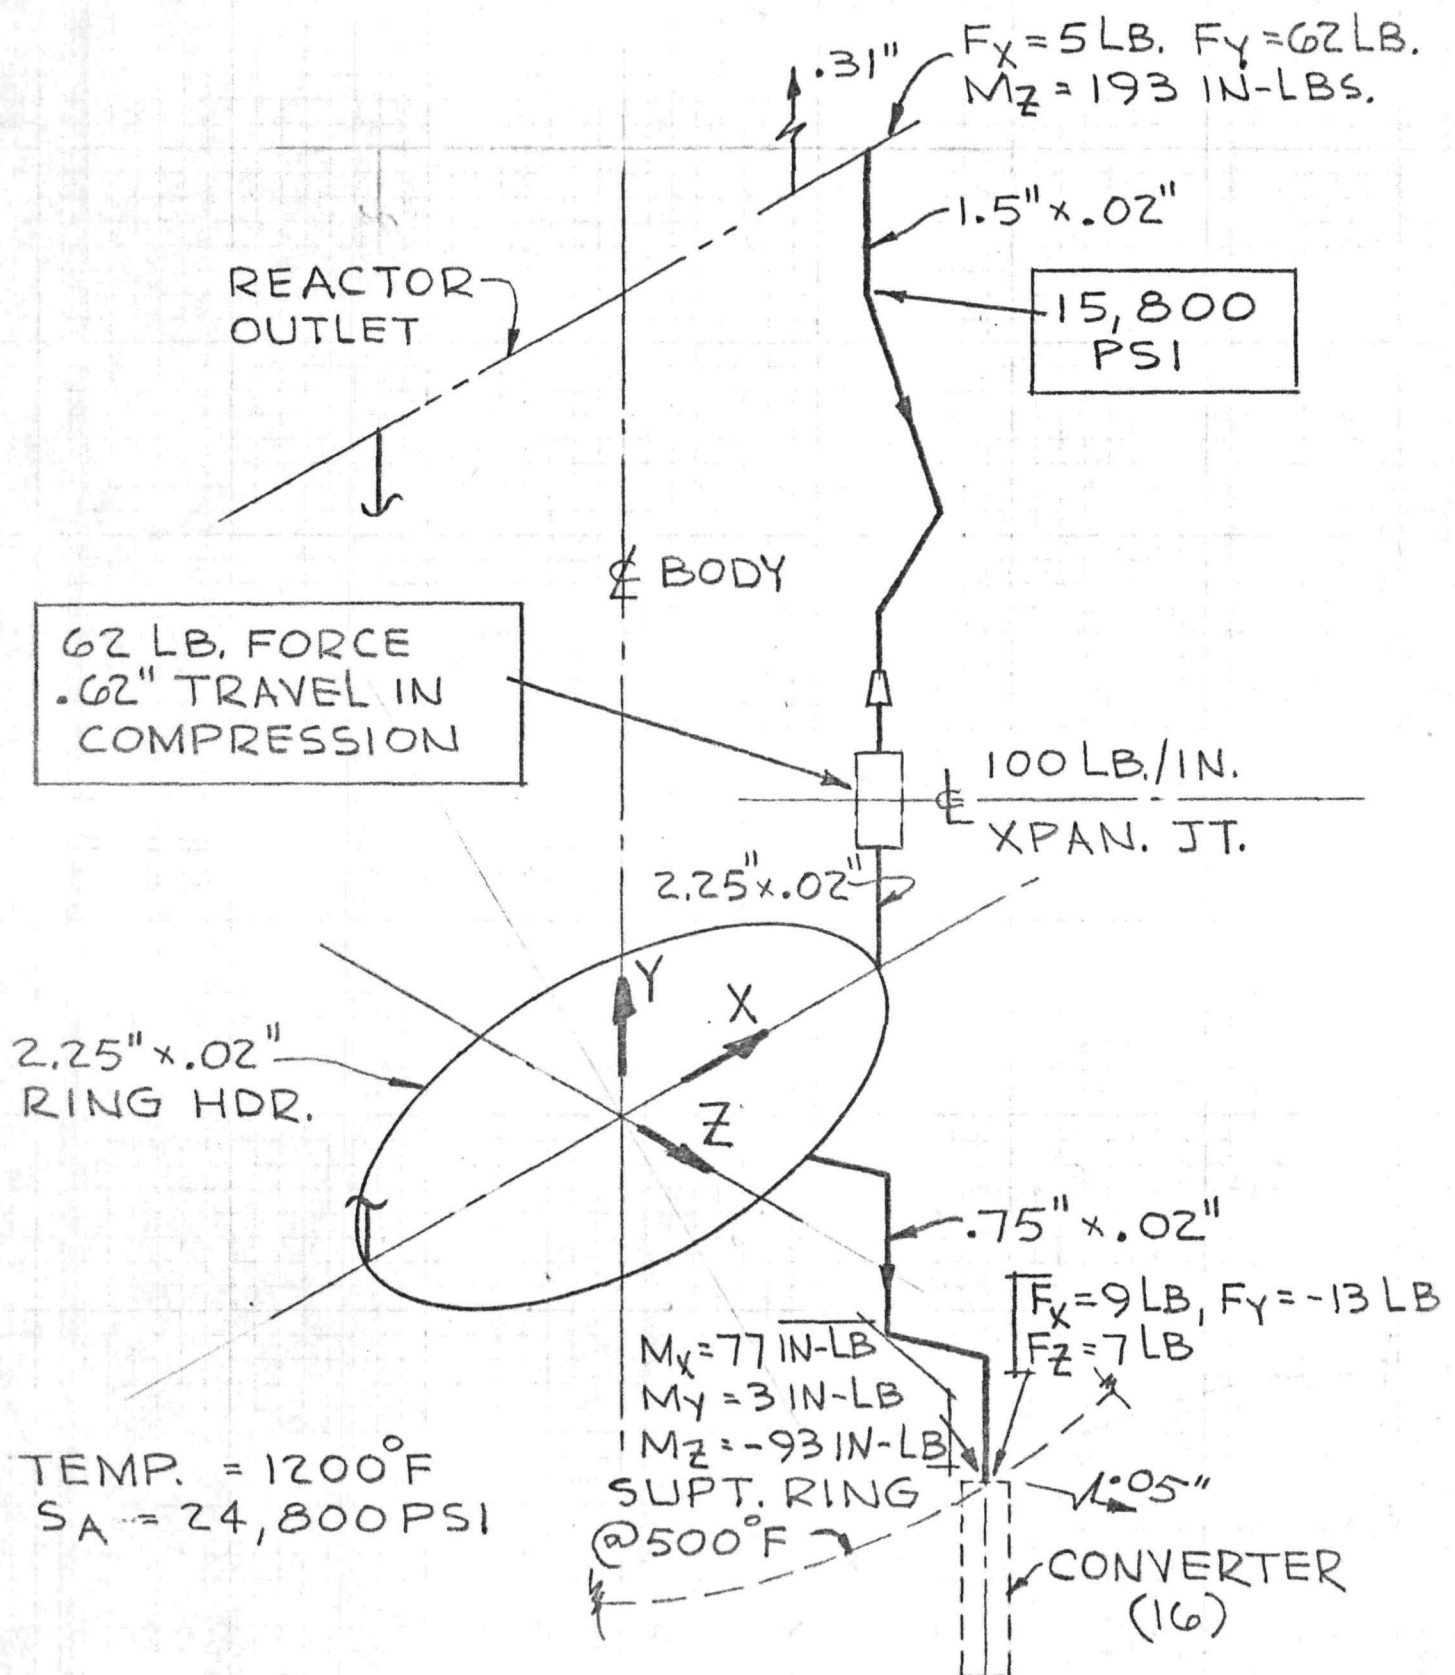 .31"
Fx = 5 LB. Fy = 62 LB.
Mz = 193 IN-LBS.
1.5" x .02"
REACTOR
OUTLET
15,800
PSI
℄ BODY
62 LB. FORCE
.62" TRAVEL IN
COMPRESSION
℄ 100 LB./IN.
XPAN. JT.
2.25" x .02"
Y
X
Z
2.25" x .02"
RING HDR.
.75" x .02"
Fx = 9 LB, Fy = -13 LB
Fz = 7 LB
Mx = 77 IN-LB
My = 3 IN-LB
Mz = -93 IN-LB
SUPT. RING
@ 500°F
TEMP. = 1200°F
SA = 24,800 PSI
.05"
CONVERTER
(16)